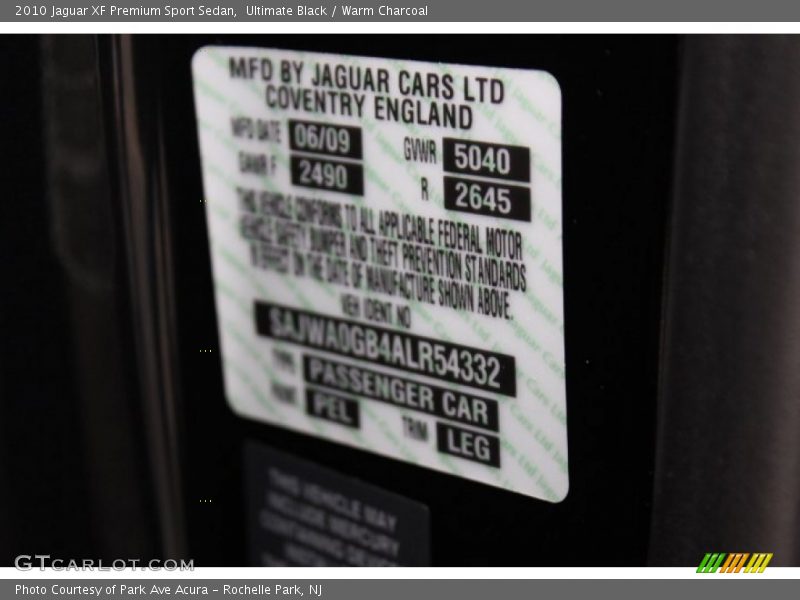 2010 Jaguar XF Premium Sport Sedan,  Ultimate Black / Warm Charcoal
MFD BY JAGUAR CARS LTD
COVENTRY ENGLAND
MFD DATE 06/09 GVWR 5040
GAWR F 2490 R 2645
THIS VEHICLE CONFORMS TO ALL APPLICABLE FEDERAL MOTOR
VEHICLE SAFETY BUMPER AND THEFT PREVENTION STANDARDS
IN EFFECT ON THE DATE OF MANUFACTURE SHOWN ABOVE.
VEH IDENT NO
SAJWA0GB4ALR54332
TYPE PASSENGER CAR
PAINT PEL TRIM LEG
THIS VEHICLE MAY
INCLUDE MERCURY
CONTAINING DEVICES
GTCARLOT.COM
Photo Courtesy of Park Ave Acura – Rochelle Park, NJ